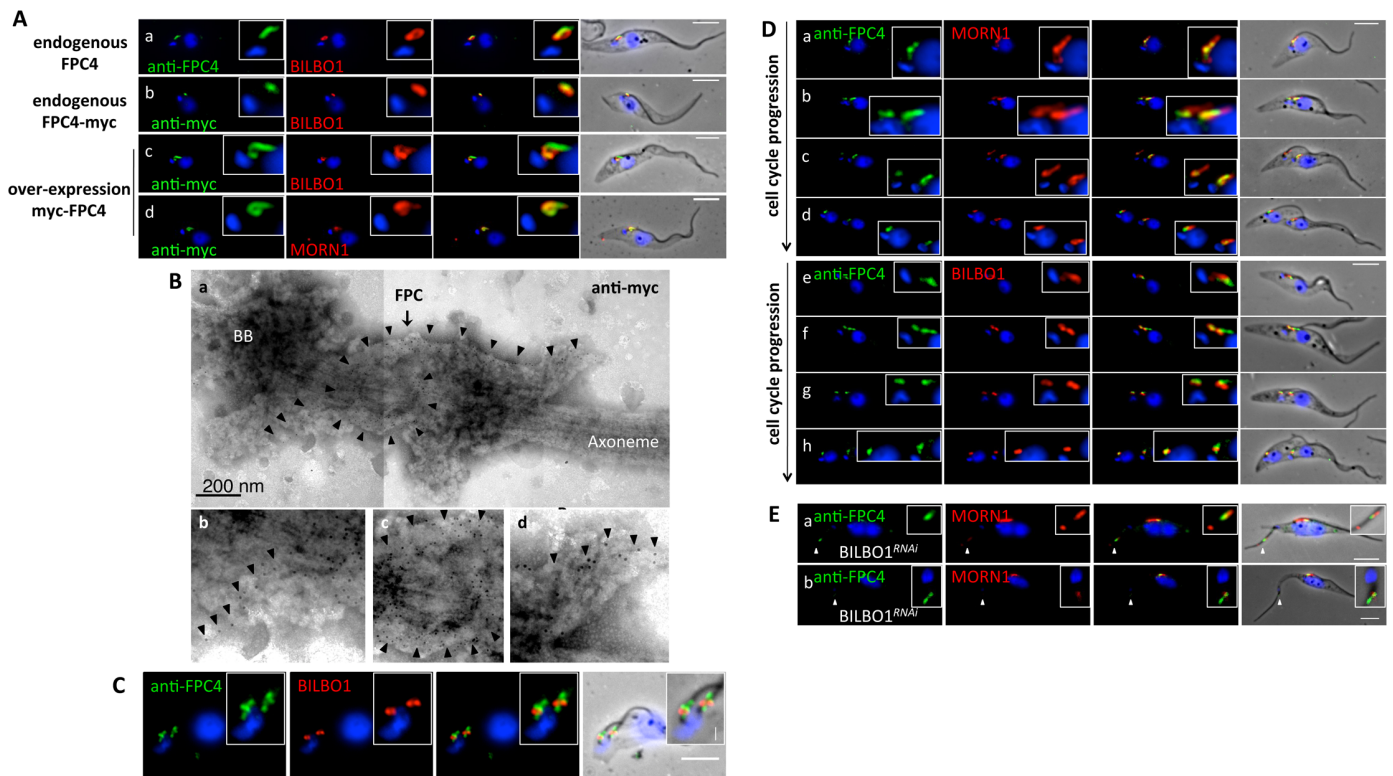 A
endogenous
FPC4
a
anti-FPC4
BILBO1
endogenous
FPC4-myc
b
anti-myc
BILBO1
over-expression
myc-FPC4
c
anti-myc
BILBO1
d
anti-myc
MORN1
B
a
BB
FPC
anti-myc
Axoneme
200 nm
b
c
d
C
anti-FPC4
BILBO1
D
cell cycle progression
a
anti-FPC4
MORN1
b
c
d
cell cycle progression
e
anti-FPC4
BILBO1
f
g
h
E
a
anti-FPC4
MORN1
BILBO1RNAi
b
anti-FPC4
MORN1
BILBO1RNAi